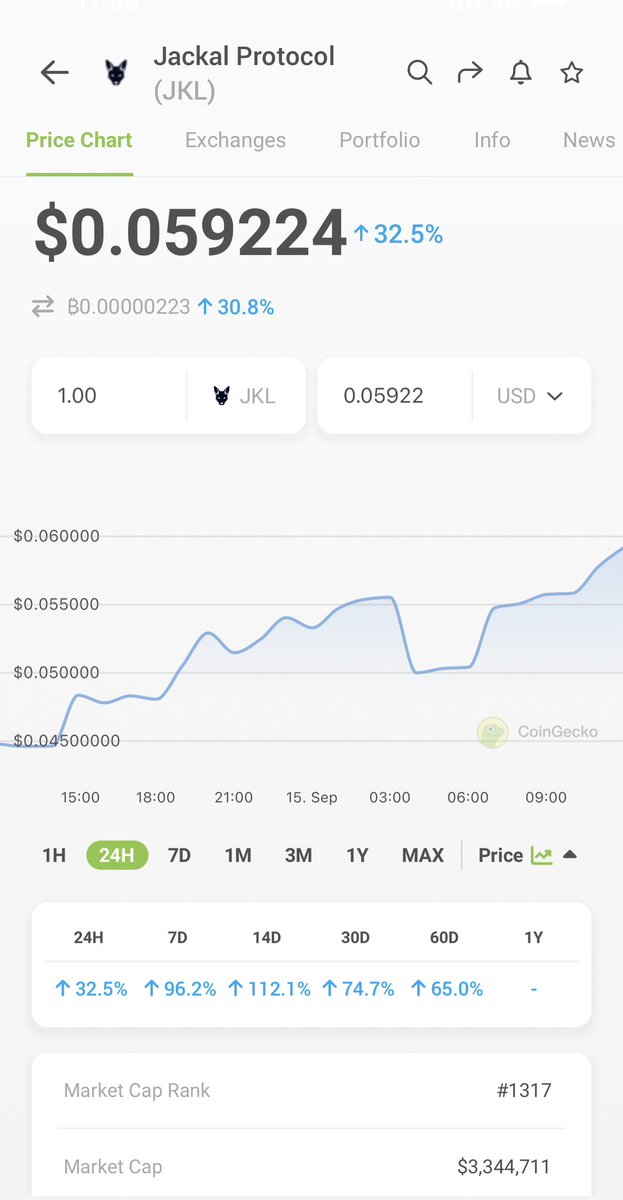 Jackal Protocol
(JKL)
Price Chart Exchanges Portfolio Info News
$0.059224 32.5%
₿0.00000223 30.8%
1.00 JKL 0.05922 USD
$0.060000
$0.055000
$0.050000
$0.04500000
CoinGecko
15:00 18:00 21:00 15. Sep 03:00 06:00 09:00
1H 24H 7D 1M 3M 1Y MAX Price
24H 7D 14D 30D 60D 1Y
32.5% 96.2% 112.1% 74.7% 65.0% -
Market Cap Rank #1317
Market Cap $3,344,711